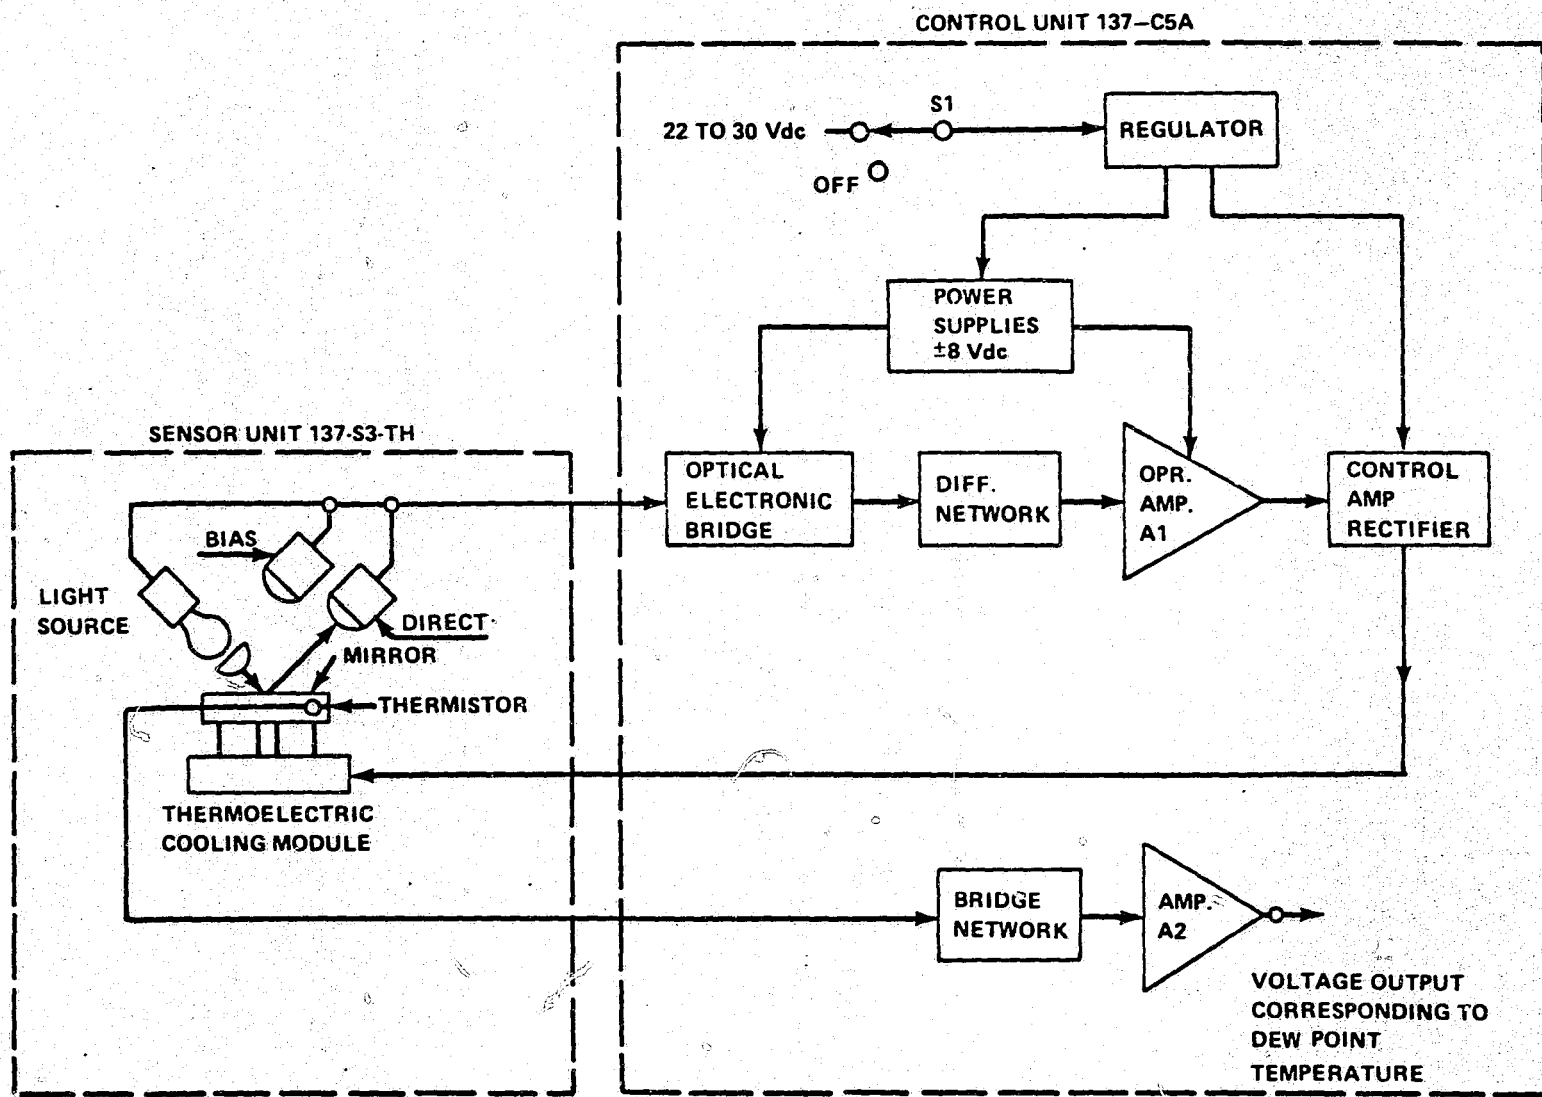 CONTROL UNIT 137–C5A
S1
22 TO 30 Vdc
OFF
REGULATOR
POWER
SUPPLIES
±8 Vdc
SENSOR UNIT 137-S3-TH
OPTICAL
ELECTRONIC
BRIDGE
DIFF.
NETWORK
OPR.
AMP.
A1
CONTROL
AMP
RECTIFIER
BIAS
LIGHT
SOURCE
DIRECT
MIRROR
THERMISTOR
THERMOELECTRIC
COOLING MODULE
BRIDGE
NETWORK
AMP.
A2
VOLTAGE OUTPUT
CORRESPONDING TO
DEW POINT
TEMPERATURE